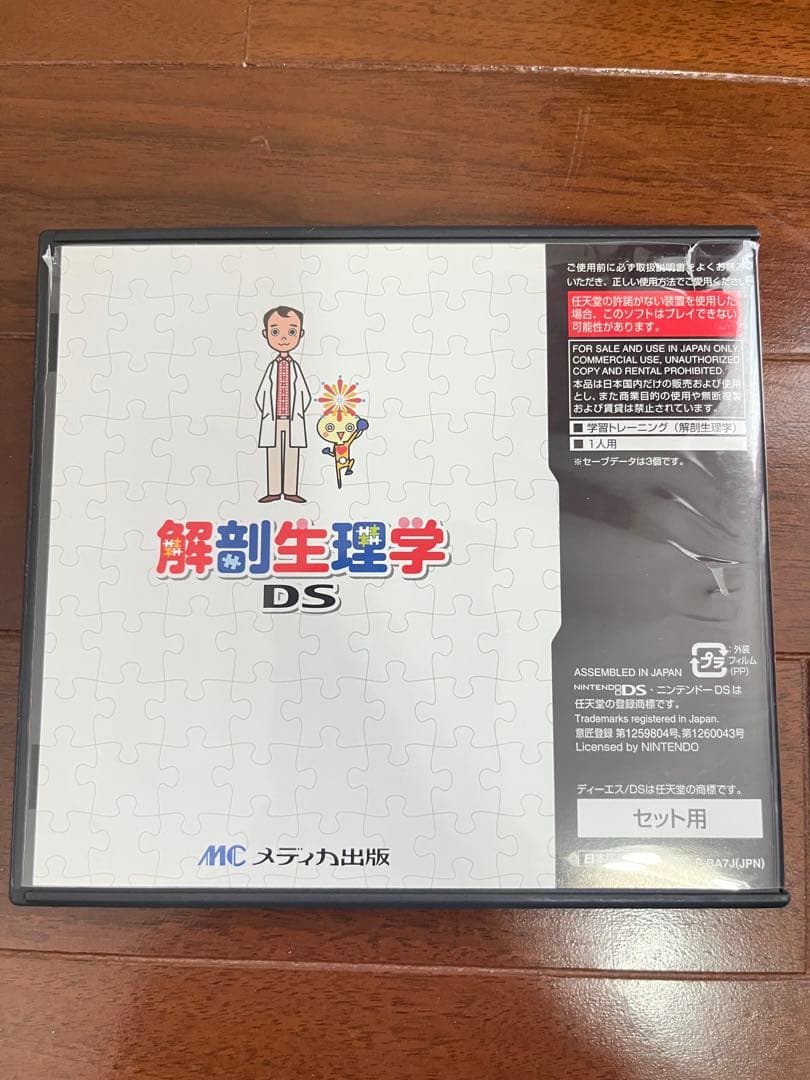 解剖生理学
DS
MC メディカ出版
ご使用前に必ず取扱説明書をよくお読み
いただき、正しい使用方法でご愛用ください
任天堂の許諾がない装置を使用した
場合、このソフトはプレイできない
可能性があります。
FOR SALE AND USE IN JAPAN ONLY.
COMMERCIAL USE, UNAUTHORIZED
COPY AND RENTAL PROHIBITED.
本品は日本国内だけの販売および使用
とし、また商業目的の使用や無断複製
および賃貸は禁止されています。
■ 学習トレーニング（解剖生理学）
■ 1人用
※セーブデータは3個です。
プラ
：外装
フィルム
(PP)
ASSEMBLED IN JAPAN
NINTENDO DS・ニンテンドーDSは
任天堂の登録商標です。
Trademarks registered in Japan.
意匠登録 第1259804号、第1260043号
Licensed by NINTENDO
ディーエス/DSは任天堂の商標です。
セット用
日本
BA7J(JPN)